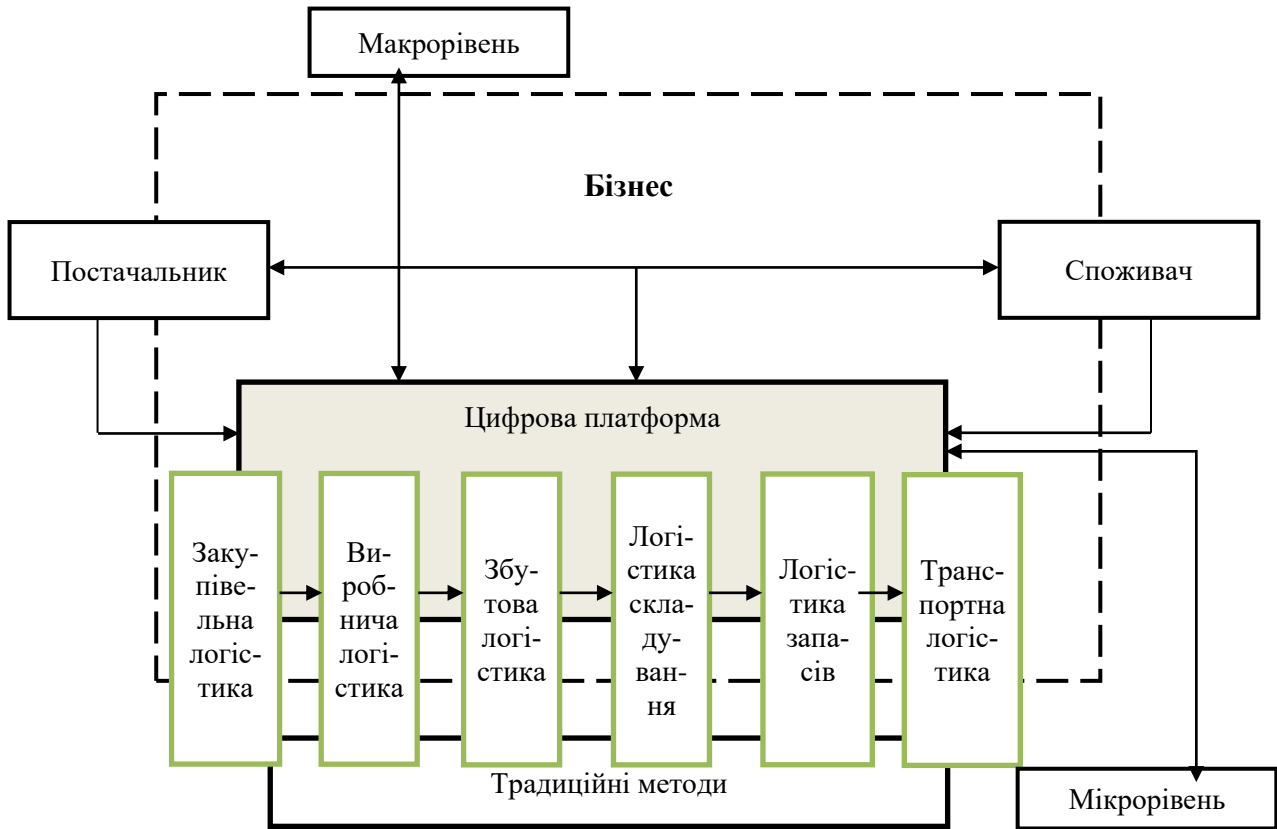 Макрорівень
Бізнес
Постачальник
Споживач
Цифрова платформа
Заку-
півe-
льна
логіс-
тика
Ви-
роб-
нича
логі-
стика
Збу-
това
логі-
стика
Логі-
стика
скла-
ду-
ван-
ня
Логіс-
тика
запа-
сів
Транс-
портна
логіс-
тика
Традиційні методи
Мікрорівень